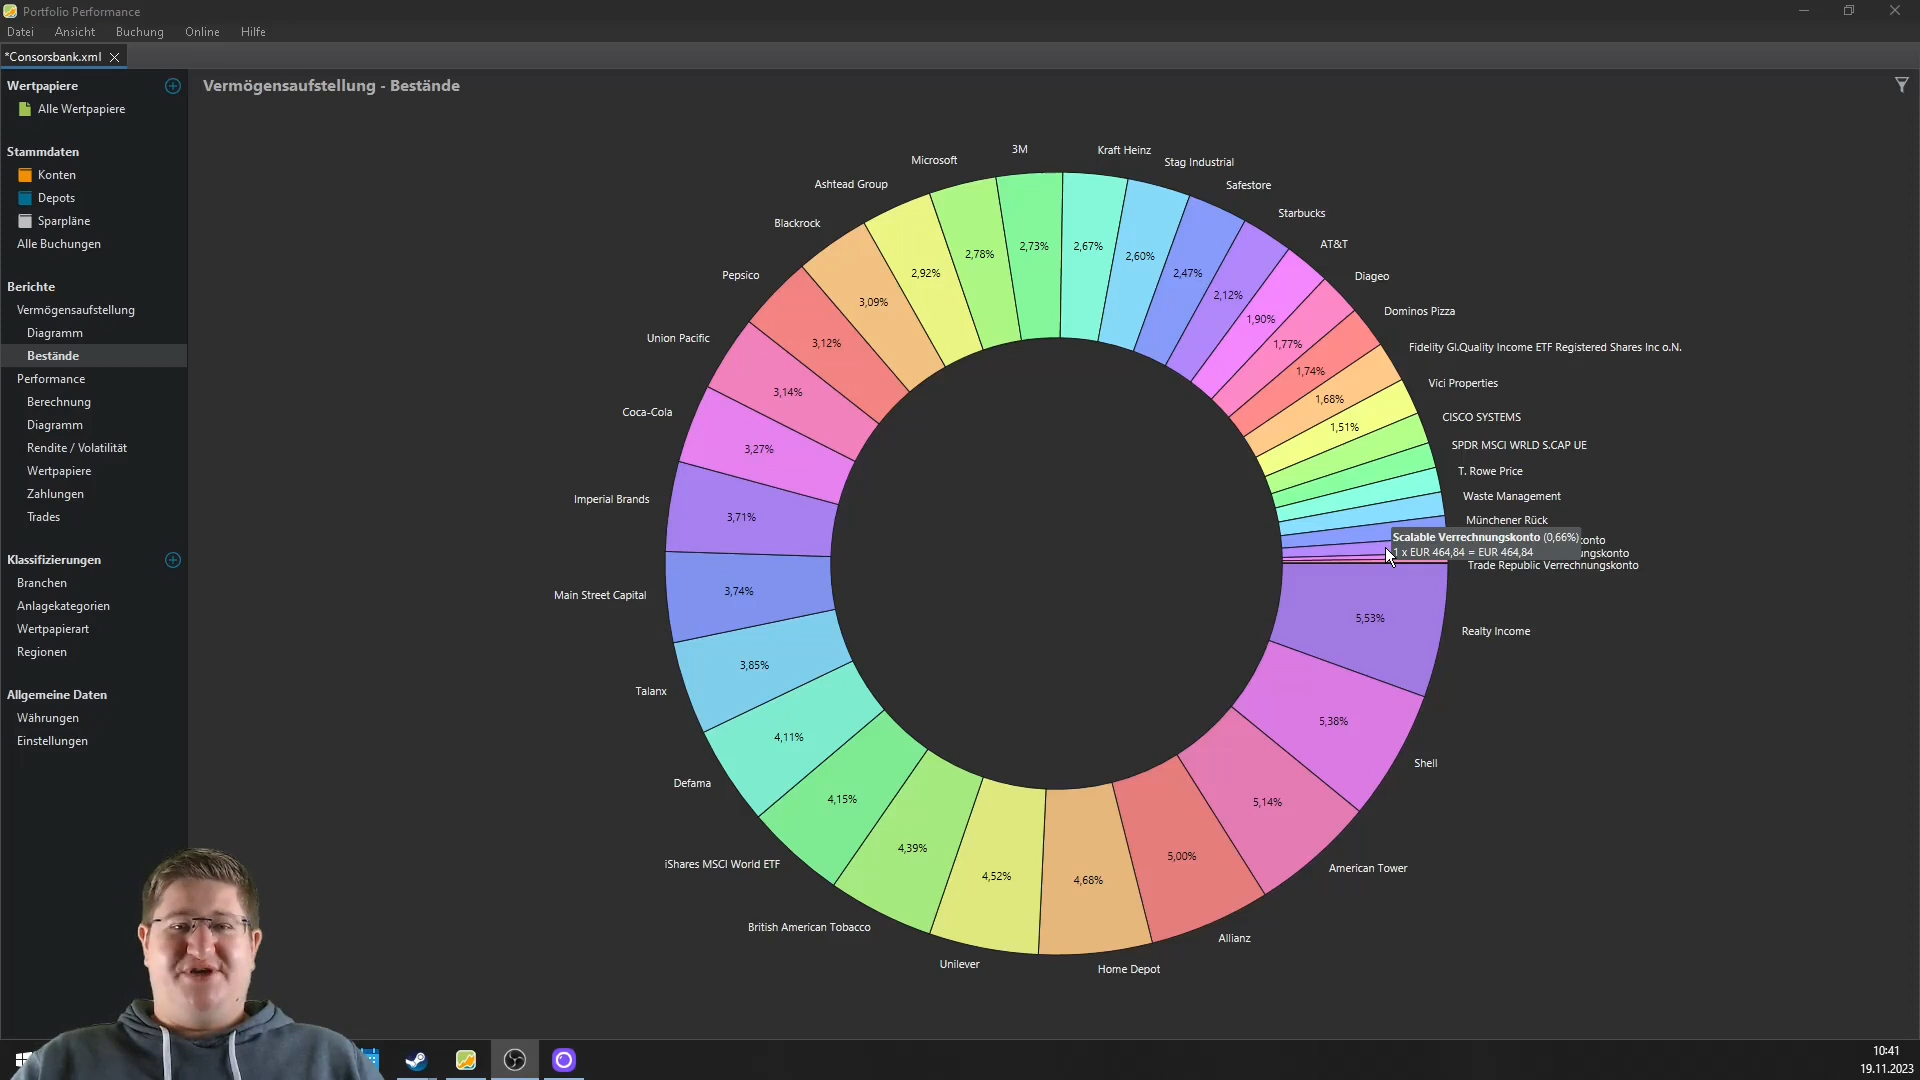 Portfolio Performance
Datei Ansicht Buchung Online Hilfe
*Consorsbank.xml
Wertpapiere
Alle Wertpapiere
Stammdaten
Konten
Depots
Sparpläne
Alle Buchungen
Berichte
Vermögensaufstellung
Diagramm
Bestände
Performance
Berechnung
Diagramm
Rendite / Volatilität
Wertpapiere
Zahlungen
Trades
Klassifizierungen
Branchen
Anlagekategorien
Wertpapierart
Regionen
Allgemeine Daten
Währungen
Einstellungen
Vermögensaufstellung - Bestände
3M
Kraft Heinz
Microsoft
Stag Industrial
Ashtead Group
Safestore
Blackrock
Starbucks
AT&T
Pepsico
Diageo
Dominos Pizza
Union Pacific
Fidelity Gl.Quality Income ETF Registered Shares Inc o.N.
Vici Properties
Coca-Cola
CISCO SYSTEMS
SPDR MSCI WRLD S.CAP UE
T. Rowe Price
Imperial Brands
Waste Management
Münchener Rück
Scalable Verrechnungskonto (0,66%)
onto
1 x EUR 464,84 = EUR 464,84
ungskonto
Trade Republic Verrechnungskonto
Main Street Capital
Realty Income
Talanx
Shell
Defama
iShares MSCI World ETF
American Tower
British American Tobacco
Allianz
Unilever
Home Depot
2,73%
2,67%
2,78%
2,60%
2,92%
2,47%
3,09%
2,12%
1,90%
3,12%
1,77%
1,74%
3,14%
1,68%
1,51%
3,27%
3,71%
3,74%
5,53%
3,85%
5,38%
4,11%
4,15%
5,14%
4,39%
5,00%
4,52%
4,68%
10:41
19.11.2023